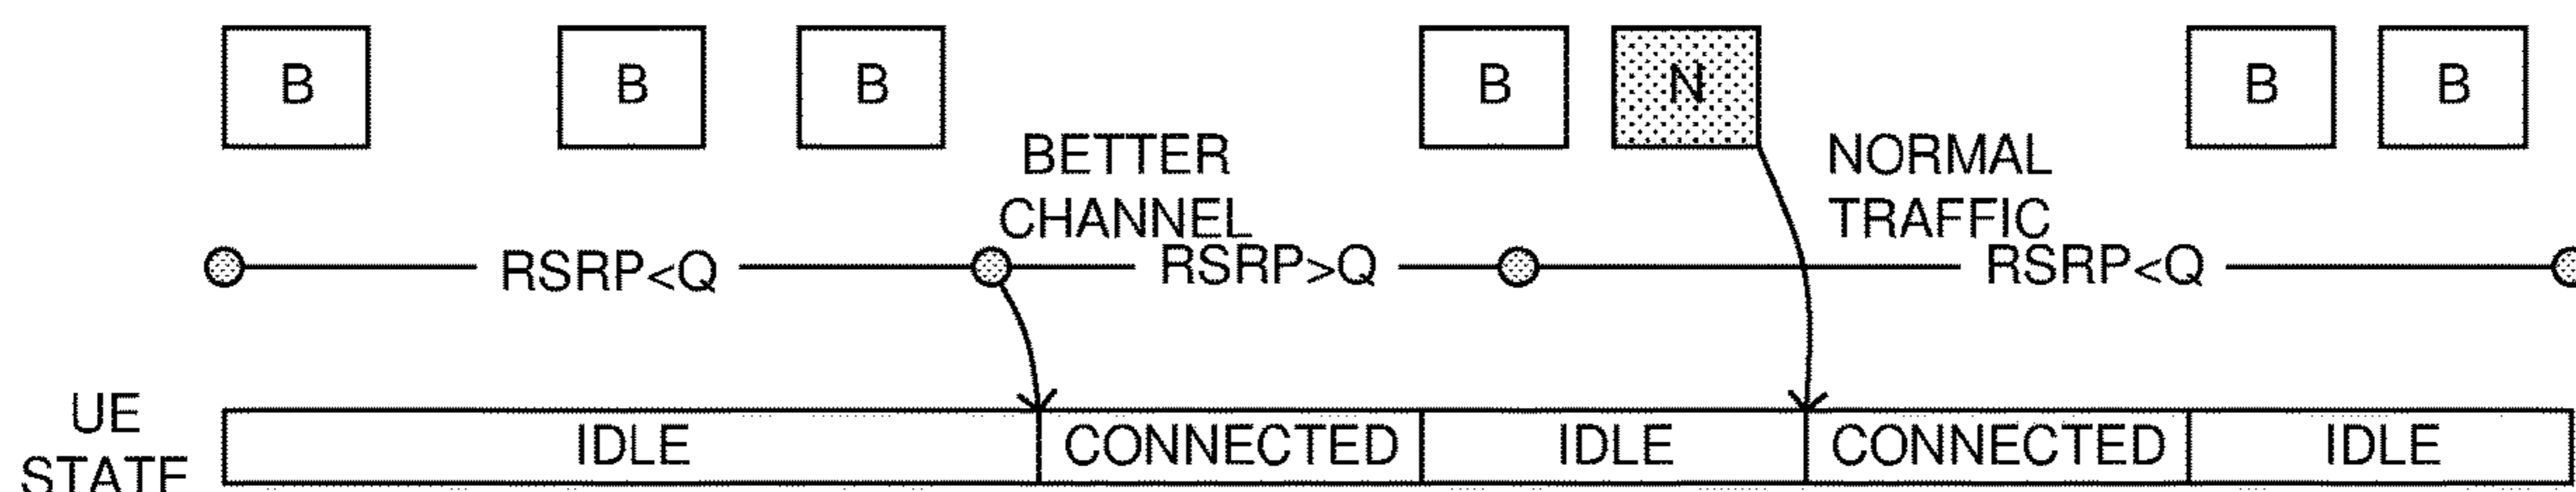 B B B B N B B
BETTER
CHANNEL
NORMAL
TRAFFIC
RSRP<Q RSRP>Q RSRP<Q
UE
STATE
IDLE CONNECTED IDLE CONNECTED IDLE